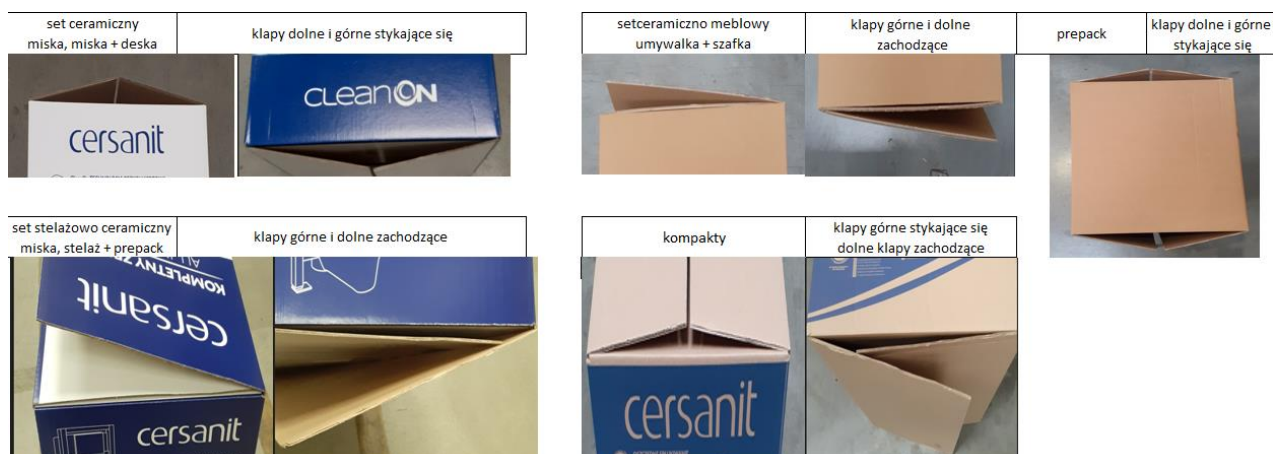 set ceramiczny
miska, miska + deska
klapy dolne i górne stykające się
setceramiczno meblowy
umywalka + szafka
klapy górne i dolne
zachodzące
prepack
klapy dolne i górne
stykające się
cersanit
CLeanON
set stelażowo ceramiczny
miska, stelaż + prepack
klapy górne i dolne zachodzące
kompakty
klapy górne stykające się
dolne klapy zachodzące
KOMPLETNY
cersanit
cersanit
cersanit